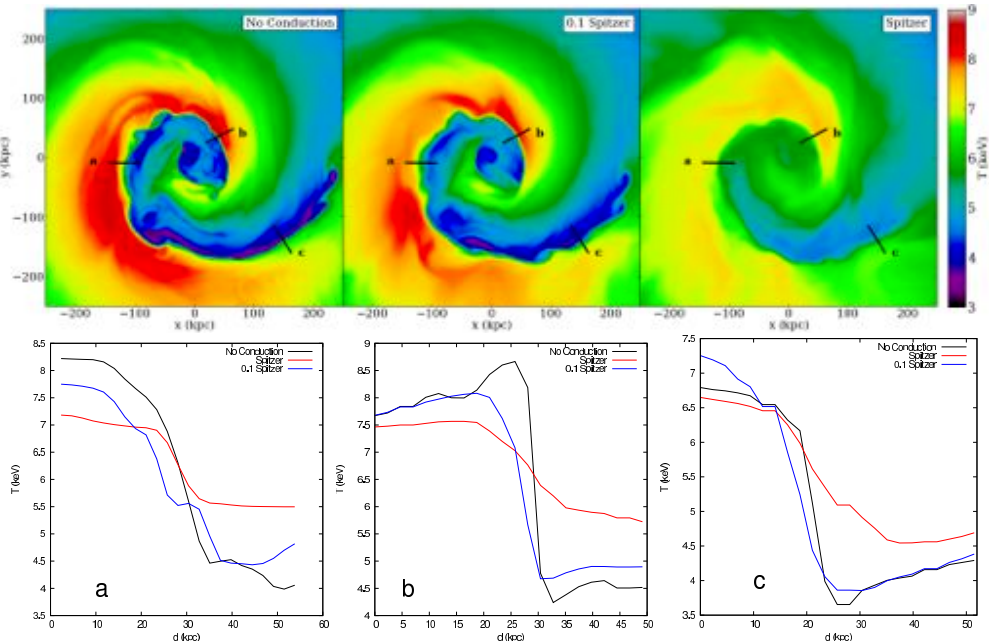 No Conduction
0.1 Spitzer
Spitzer
200
100
0
−100
−200
y (kpc)
a
b
c
a
b
c
a
b
c
−200 −100 0 100 200
−200 −100 0 100 200
−200 −100 0 100 200
x (kpc)
x (kpc)
x (kpc)
9
8
7
6
5
4
3
T (keV)
8.5
8
7.5
7
6.5
6
5.5
5
4.5
4
3.5
T (keV)
No Conduction
Spitzer
0.1 Spitzer
a
0 10 20 30 40 50 60
d (kpc)
9
8.5
8
7.5
7
6.5
6
5.5
5
4.5
4
T (keV)
No Conduction
Spitzer
0.1 Spitzer
b
0 5 10 15 20 25 30 35 40 45 50
d (kpc)
7.5
7
6.5
6
5.5
5
4.5
4
3.5
T (keV)
No Conduction
Spitzer
0.1 Spitzer
c
0 10 20 30 40 50
d (kpc)